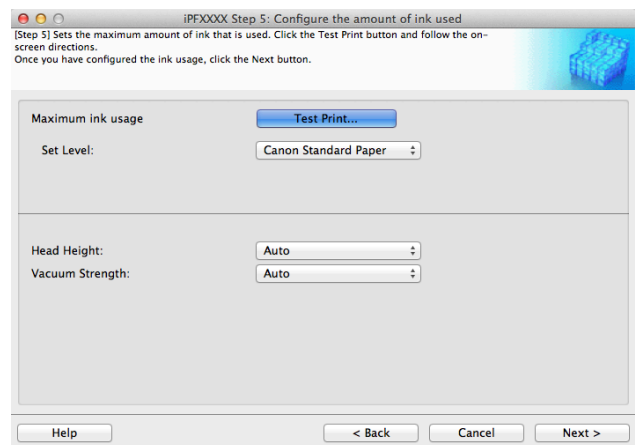 iPFXXXX Step 5: Configure the amount of ink used
[Step 5] Sets the maximum amount of ink that is used. Click the Test Print button and follow the on-
screen directions.
Once you have configured the ink usage, click the Next button.
Maximum ink usage
Test Print...
Set Level:
Canon Standard Paper
Head Height:
Auto
Vacuum Strength:
Auto
Help
< Back
Cancel
Next >